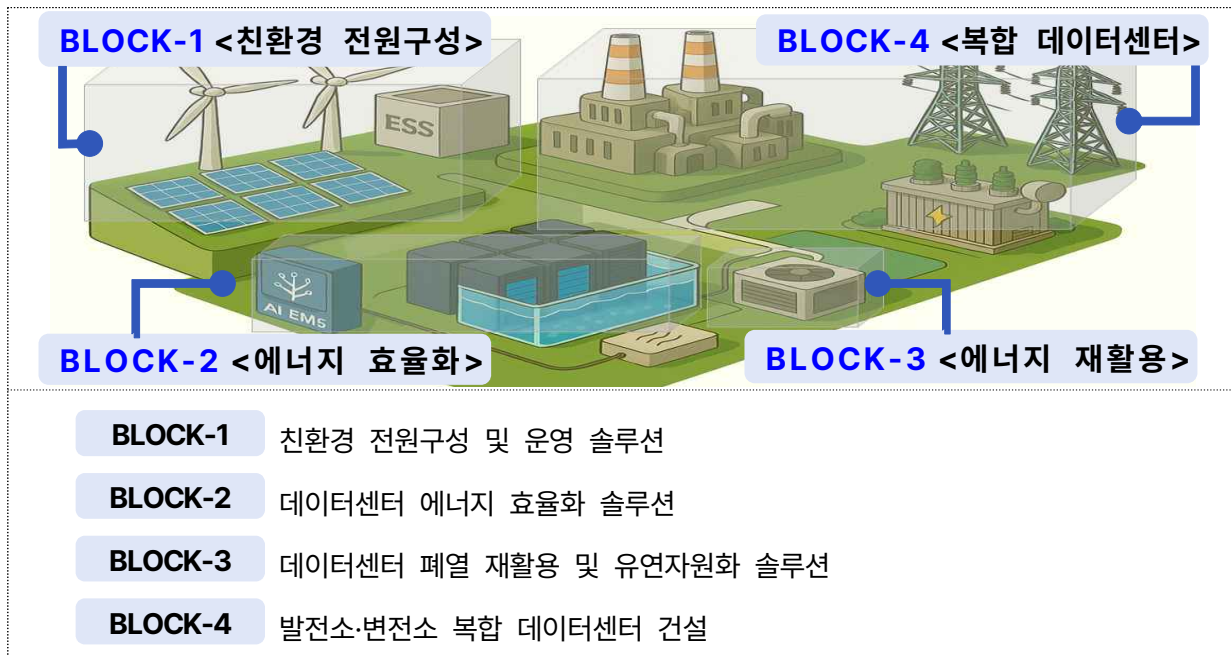 BLOCK-1 <친환경 전원구성>
BLOCK-4 <복합 데이터센터>
ESS
AI EMS
BLOCK-2 <에너지 효율화>
BLOCK-3 <에너지 재활용>
BLOCK-1 친환경 전원구성 및 운영 솔루션
BLOCK-2 데이터센터 에너지 효율화 솔루션
BLOCK-3 데이터센터 폐열 재활용 및 유연자원화 솔루션
BLOCK-4 발전소·변전소 복합 데이터센터 건설